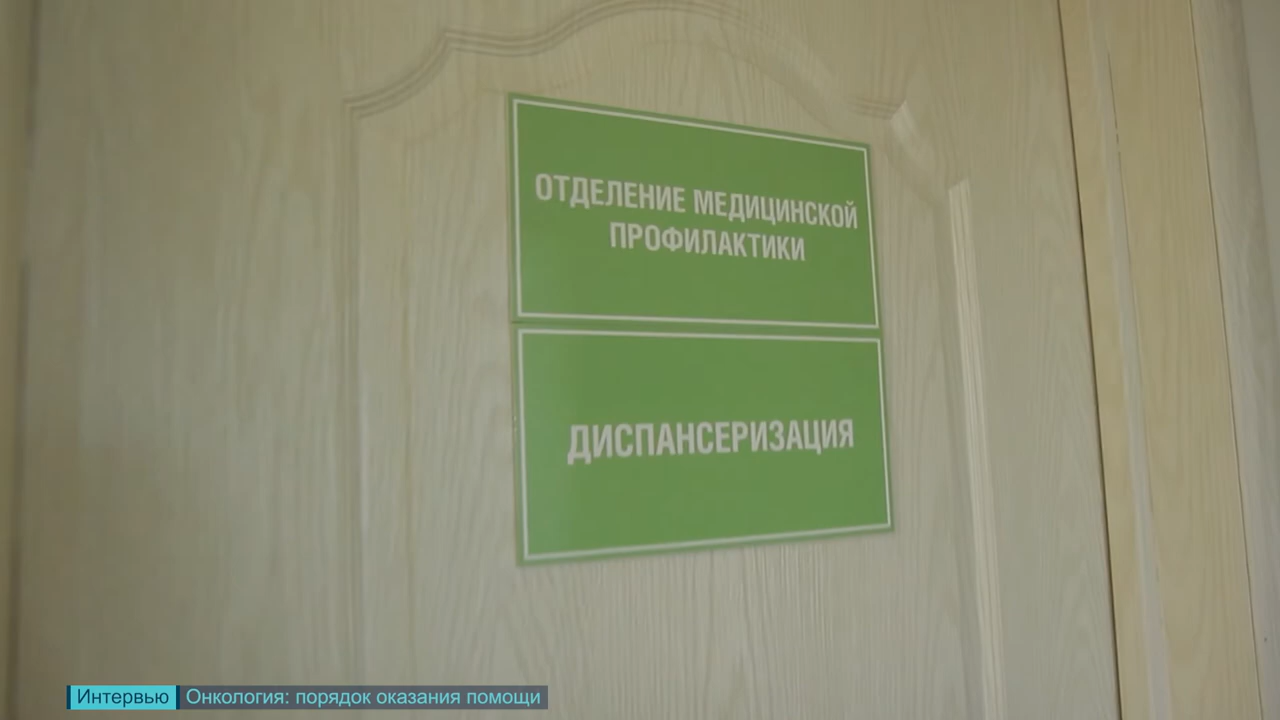 ОТДЕЛЕНИЕ МЕДИЦИНСКОЙ
ПРОФИЛАКТИКИ
ДИСПАНСЕРИЗАЦИЯ
Интервью Онкология: порядок оказания помощи